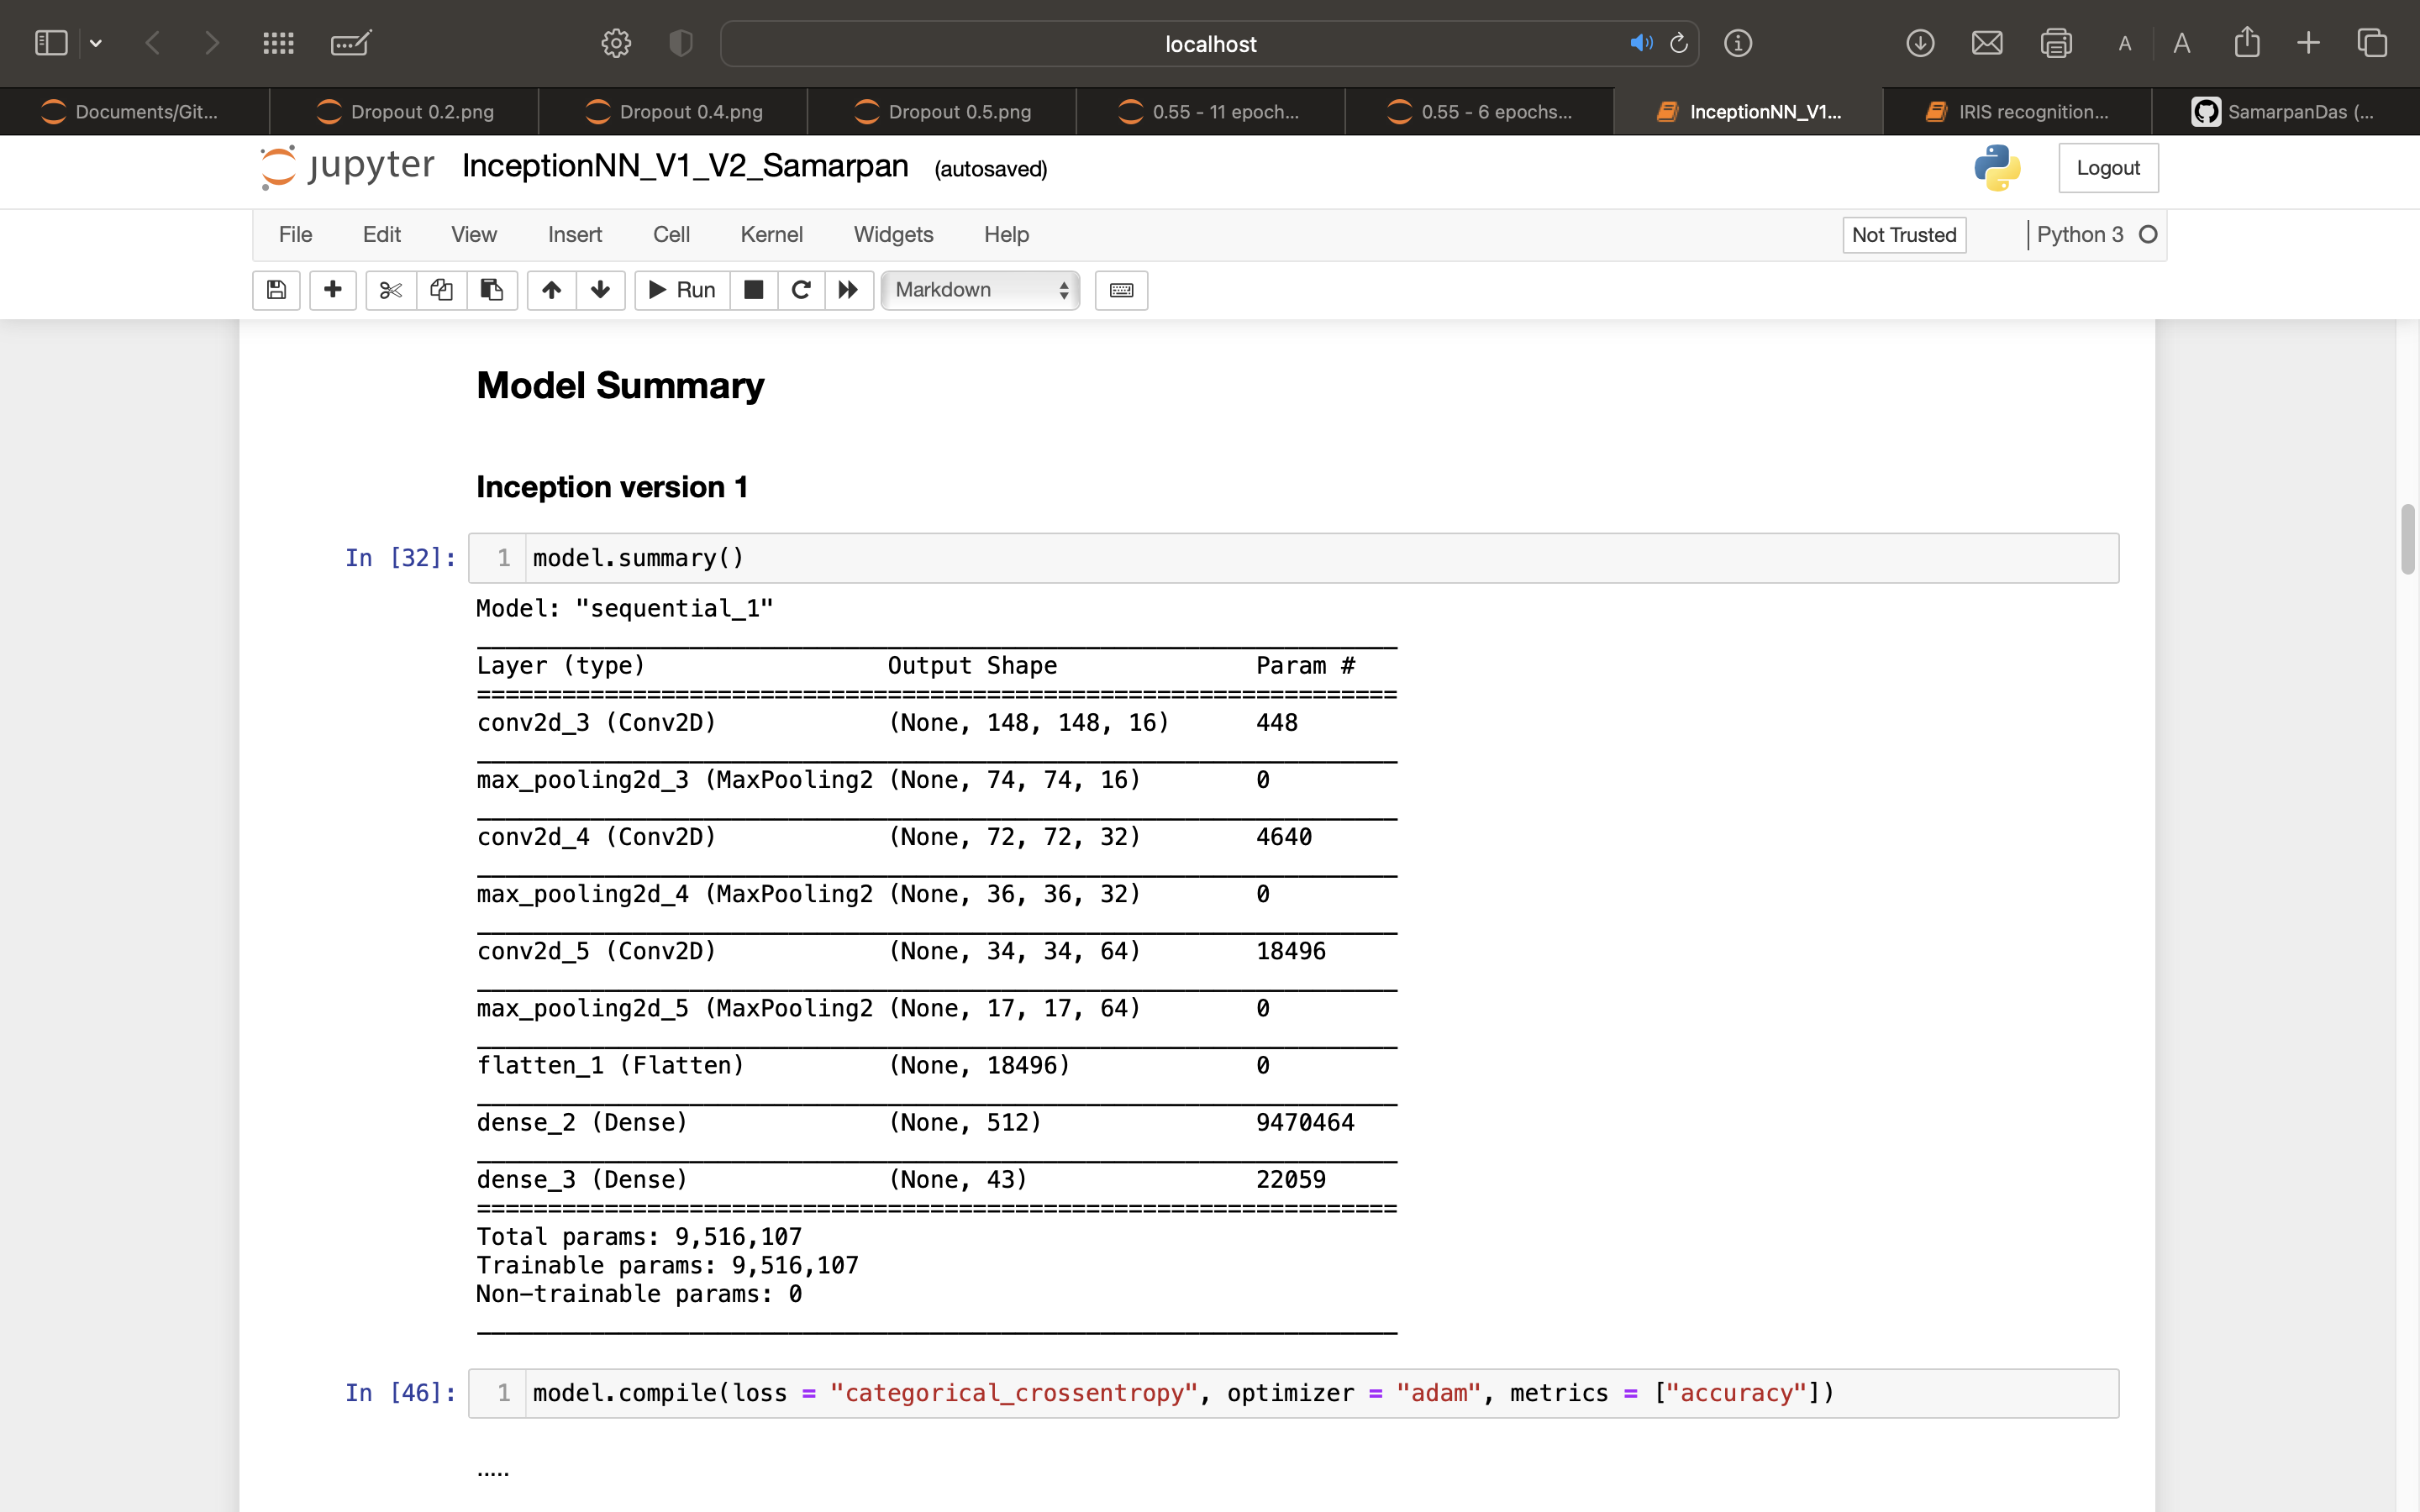 localhost
A A
Documents/Git...
Dropout 0.2.png
Dropout 0.4.png
Dropout 0.5.png
0.55 - 11 epoch...
0.55 - 6 epochs...
InceptionNN_V1...
IRIS recognition...
SamarpanDas (...
jupyter InceptionNN_V1_V2_Samarpan (autosaved)
Logout
File Edit View Insert Cell Kernel Widgets Help
Not Trusted
Python 3
Run
Markdown
Model Summary
Inception version 1
In [32]: 1 model.summary()
Model: "sequential_1"
_________________________________________________________________
Layer (type) Output Shape Param #
=================================================================
conv2d_3 (Conv2D) (None, 148, 148, 16) 448
_________________________________________________________________
max_pooling2d_3 (MaxPooling2 (None, 74, 74, 16) 0
_________________________________________________________________
conv2d_4 (Conv2D) (None, 72, 72, 32) 4640
_________________________________________________________________
max_pooling2d_4 (MaxPooling2 (None, 36, 36, 32) 0
_________________________________________________________________
conv2d_5 (Conv2D) (None, 34, 34, 64) 18496
_________________________________________________________________
max_pooling2d_5 (MaxPooling2 (None, 17, 17, 64) 0
_________________________________________________________________
flatten_1 (Flatten) (None, 18496) 0
_________________________________________________________________
dense_2 (Dense) (None, 512) 9470464
_________________________________________________________________
dense_3 (Dense) (None, 43) 22059
=================================================================
Total params: 9,516,107
Trainable params: 9,516,107
Non-trainable params: 0
_________________________________________________________________
In [46]: 1 model.compile(loss = "categorical_crossentropy", optimizer = "adam", metrics = ["accuracy"])
.....